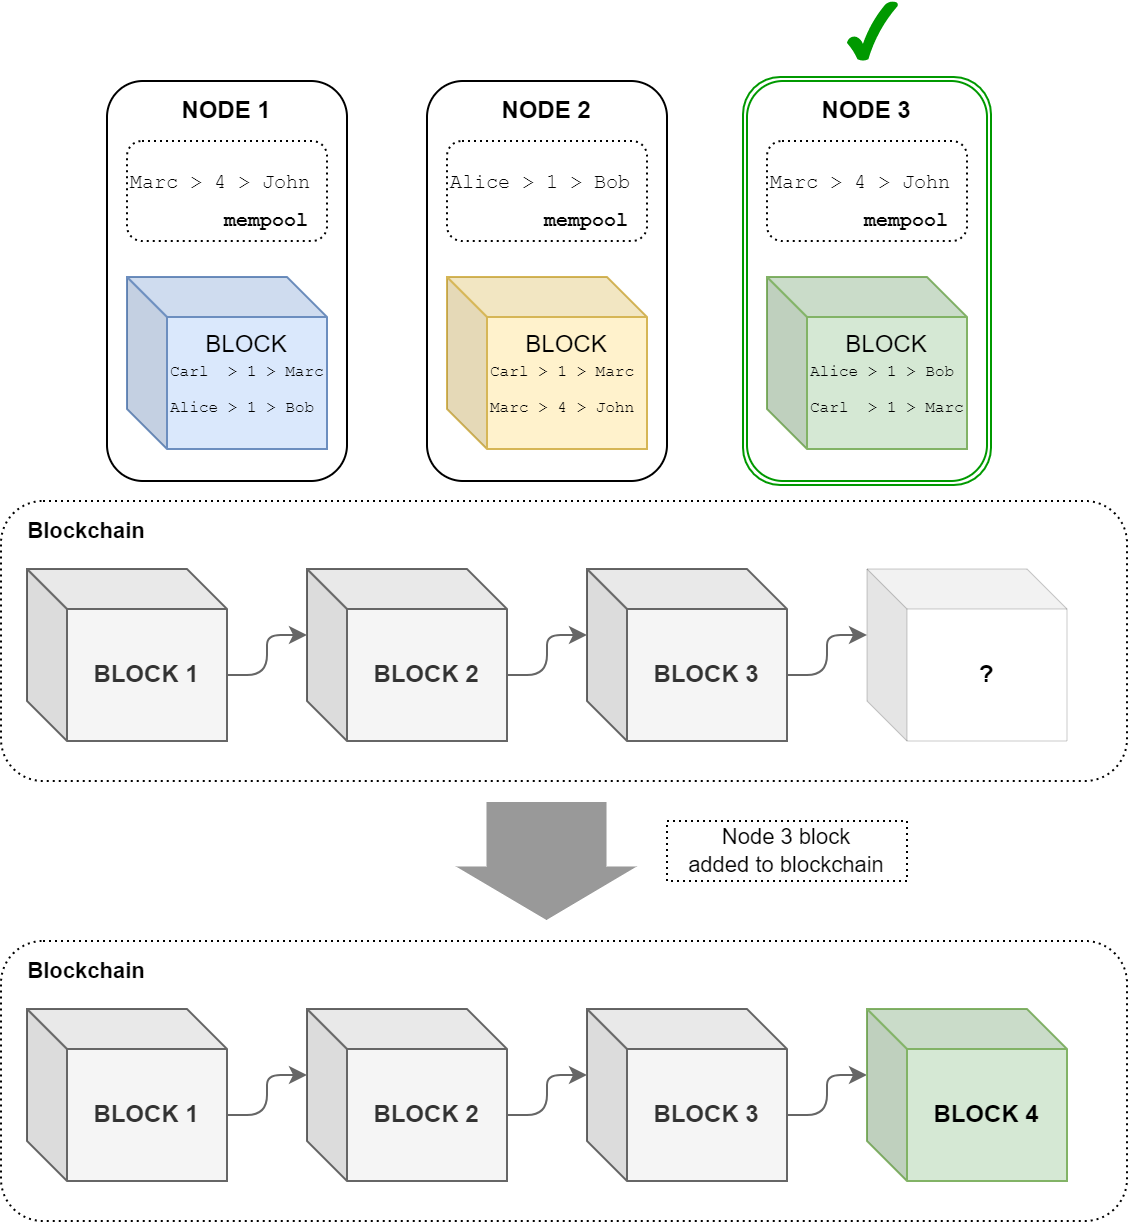 NODE 1
Marc > 4 > John
mempool
BLOCK
Carl  > 1 > Marc
Alice > 1 > Bob
NODE 2
Alice > 1 > Bob
mempool
BLOCK
Carl > 1 > Marc
Marc > 4 > John
NODE 3
Marc > 4 > John
mempool
BLOCK
Alice > 1 > Bob
Carl  > 1 > Marc
Blockchain
BLOCK 1
BLOCK 2
BLOCK 3
?
Node 3 block
added to blockchain
Blockchain
BLOCK 1
BLOCK 2
BLOCK 3
BLOCK 4